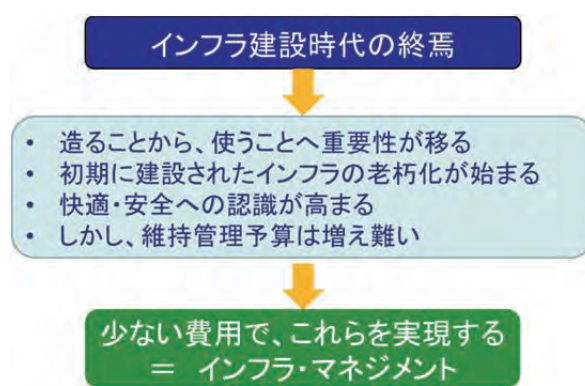 インフラ建設時代の終焉
• 造ることから、使うことへ重要性が移る
• 初期に建設されたインフラの老朽化が始まる
• 快適・安全への認識が高まる
• しかし、維持管理予算は増え難い
少ない費用で、これらを実現する
＝ インフラ・マネジメント